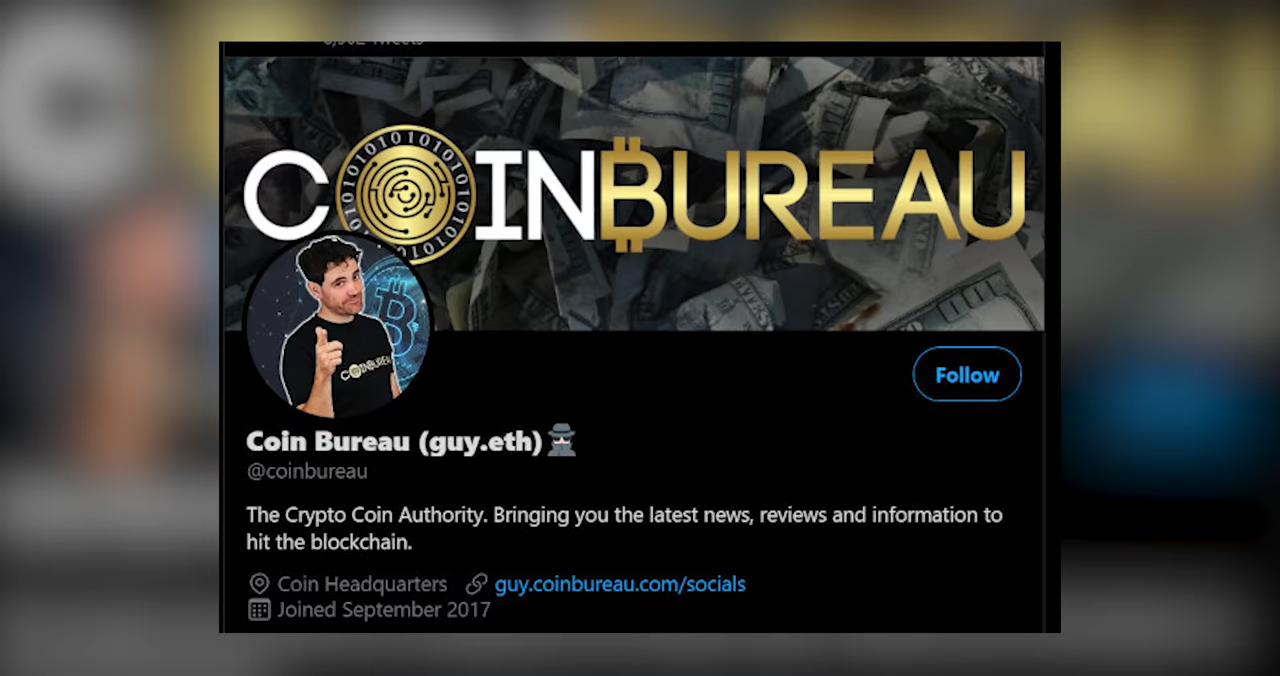 COINBUREAU
COINBUREAU
Follow
Coin Bureau (guy.eth)
@coinbureau
The Crypto Coin Authority. Bringing you the latest news, reviews and information to
hit the blockchain.
Coin Headquarters guy.coinbureau.com/socials
Joined September 2017